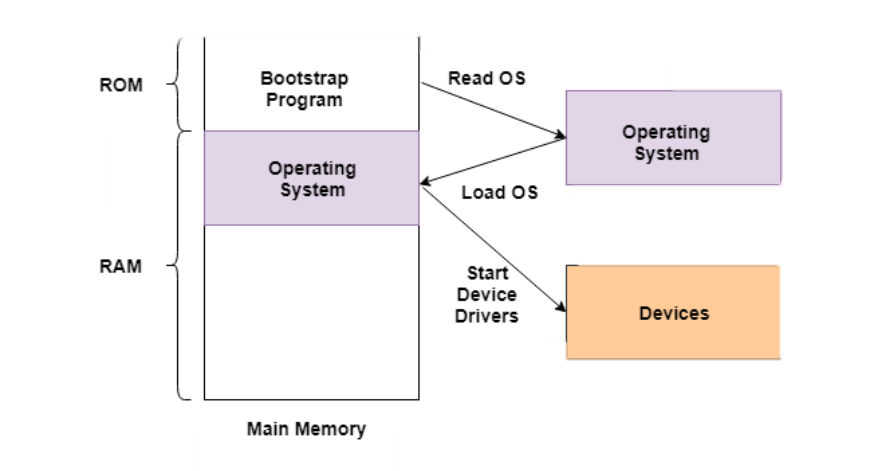 ROM
Bootstrap
Program
Read OS
Operating
System
Operating
System
Load OS
RAM
Start
Device
Drivers
Devices
Main Memory